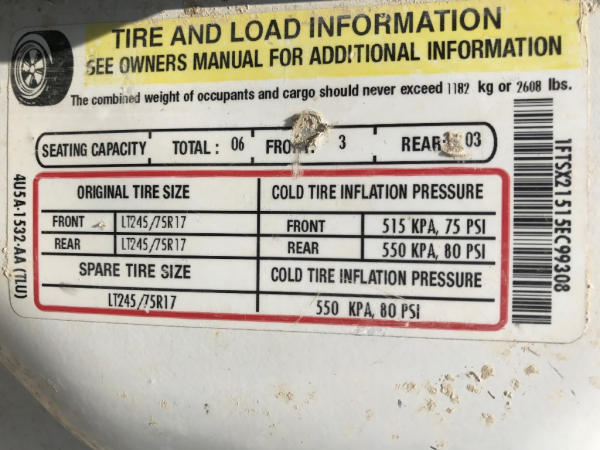 TIRE AND LOAD INFORMATION
SEE OWNERS MANUAL FOR ADDITIONAL INFORMATION
The combined weight of occupants and cargo should never exceed 1182 kg or 2608 lbs.
SEATING CAPACITY TOTAL: 06 FRONT: 3 REAR: 03
ORIGINAL TIRE SIZE COLD TIRE INFLATION PRESSURE
FRONT LT245/75R17 FRONT 515 KPA, 75 PSI
REAR LT245/75R17 REAR 550 KPA, 80 PSI
SPARE TIRE SIZE COLD TIRE INFLATION PRESSURE
LT245/75R17 550 KPA, 80 PSI
4U5A-1532-AA (7LU)
1FTSX21515EC99308